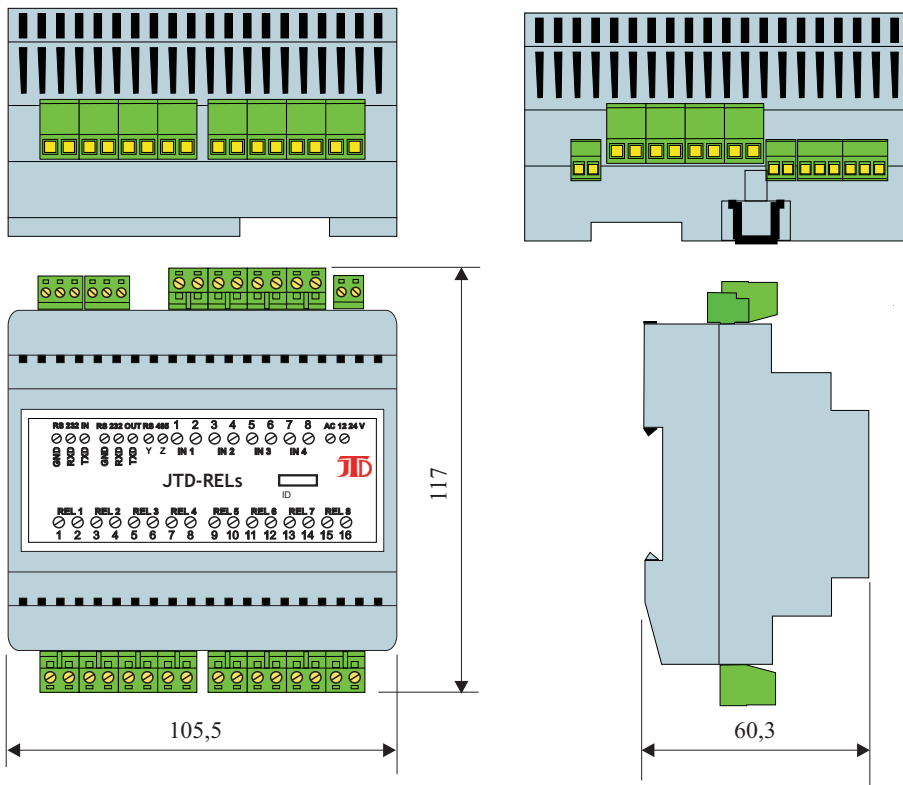 RS 232 IN RS 232 OUT RS 485 1 2 3 4 5 6 7 8 AC 12 24 V
GND RXD TXD GND RXD TXD Y Z IN 1 IN 2 IN 3 IN 4
JTD
JTD-RELs
ID
REL 1 REL 2 REL 3 REL 4 REL 5 REL 6 REL 7 REL 8
1 2 3 4 5 6 7 8 9 10 11 12 13 14 15 16
117
105,5
60,3